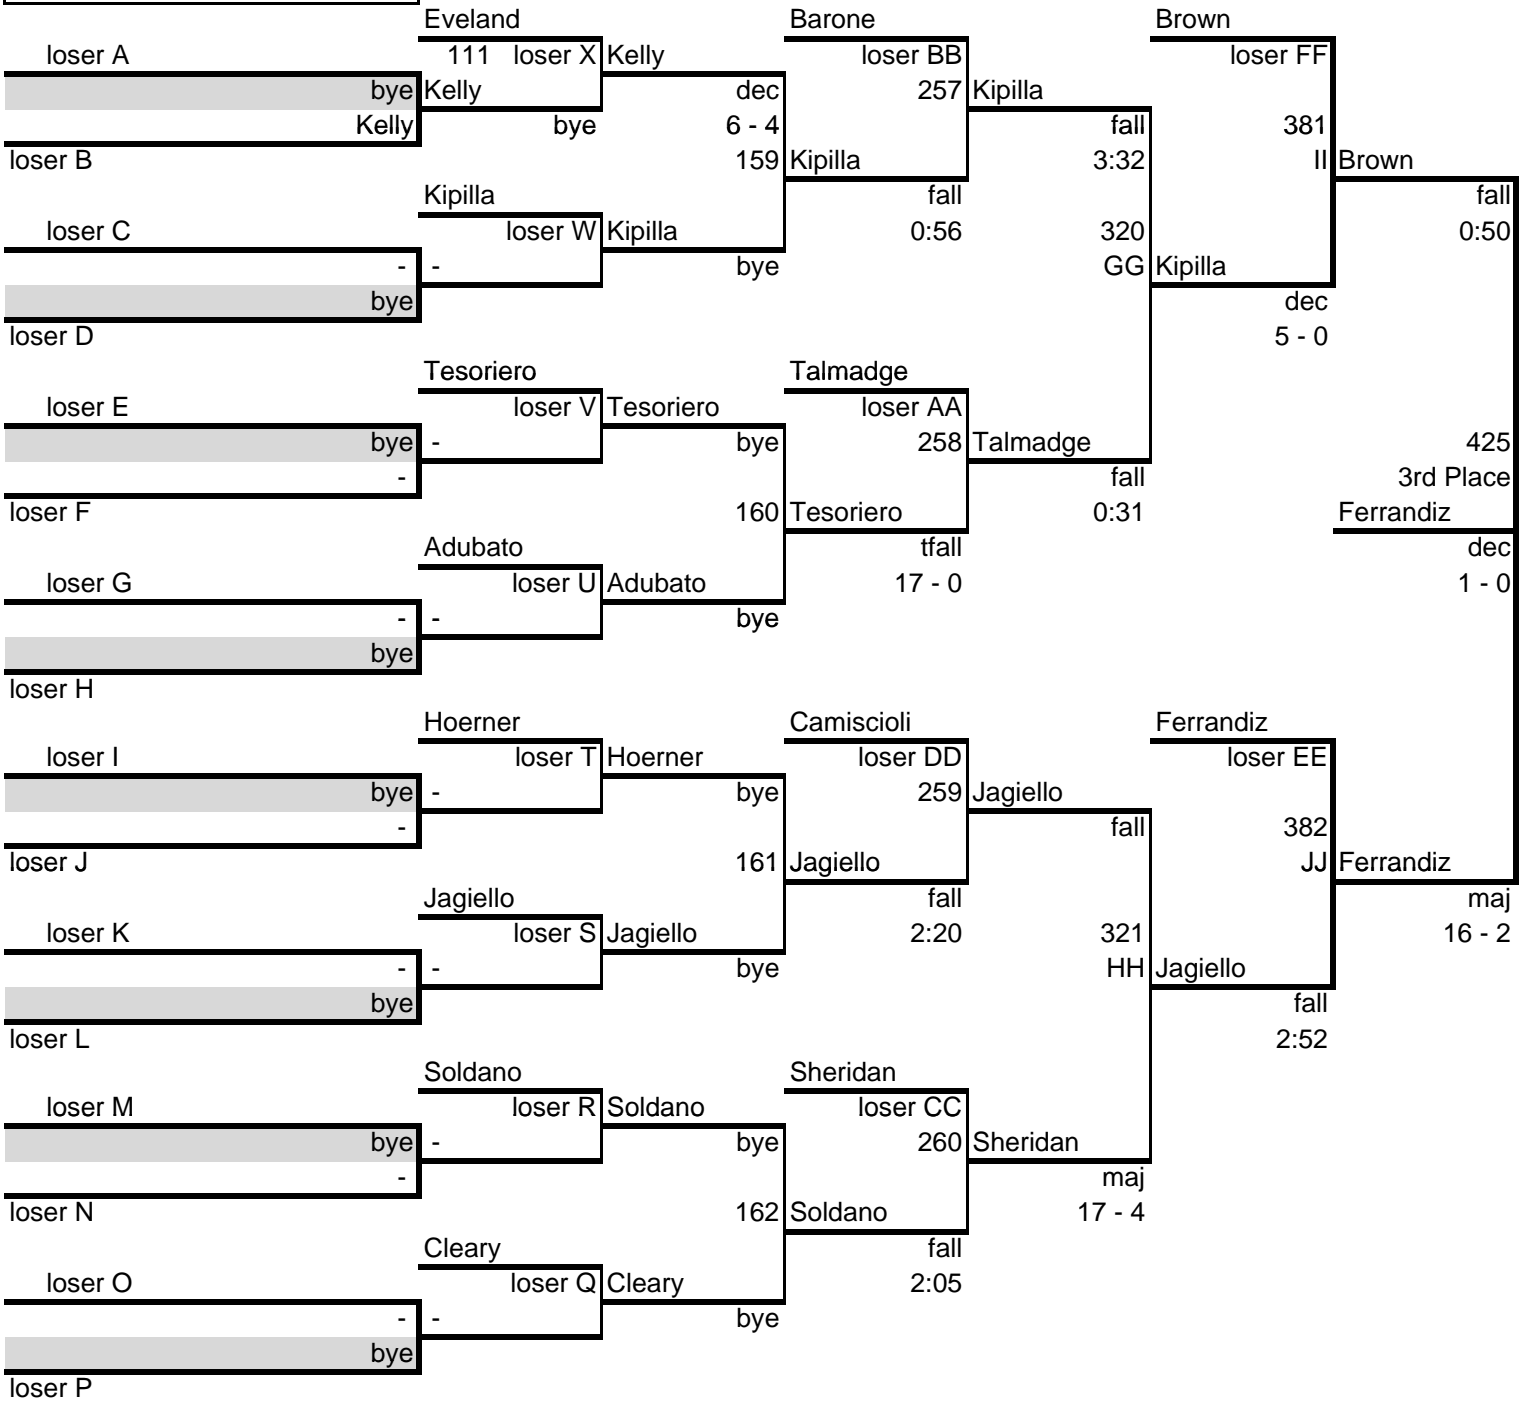 Eveland Barone Brown
loser A 111 loser X Kelly loser BB loser FF
bye Kelly dec 257 Kipilla
Kelly bye 6 - 4 fall 381
loser B 159 Kipilla 3:32 II Brown
Kipilla fall fall
loser C loser W Kipilla 0:56 320 0:50
- - bye GG Kipilla
bye dec
loser D 5 - 0
Tesoriero Talmadge
loser E loser V Tesoriero loser AA
bye - bye 258 Talmadge 425
- fall 3rd Place
loser F 160 Tesoriero 0:31 Ferrandiz
Adubato tfall dec
loser G loser U Adubato 17 - 0 1 - 0
- - bye
bye
loser H
Hoerner Camiscioli Ferrandiz
loser I loser T Hoerner loser DD loser EE
bye - bye 259 Jagiello
- fall 382
loser J 161 Jagiello JJ Ferrandiz
Jagiello fall maj
loser K loser S Jagiello 2:20 321 16 - 2
- - bye HH Jagiello
bye fall
loser L 2:52
Soldano Sheridan
loser M loser R Soldano loser CC
bye - bye 260 Sheridan
- maj
loser N 162 Soldano 17 - 4
Cleary fall
loser O loser Q Cleary 2:05
- - bye
bye
loser P